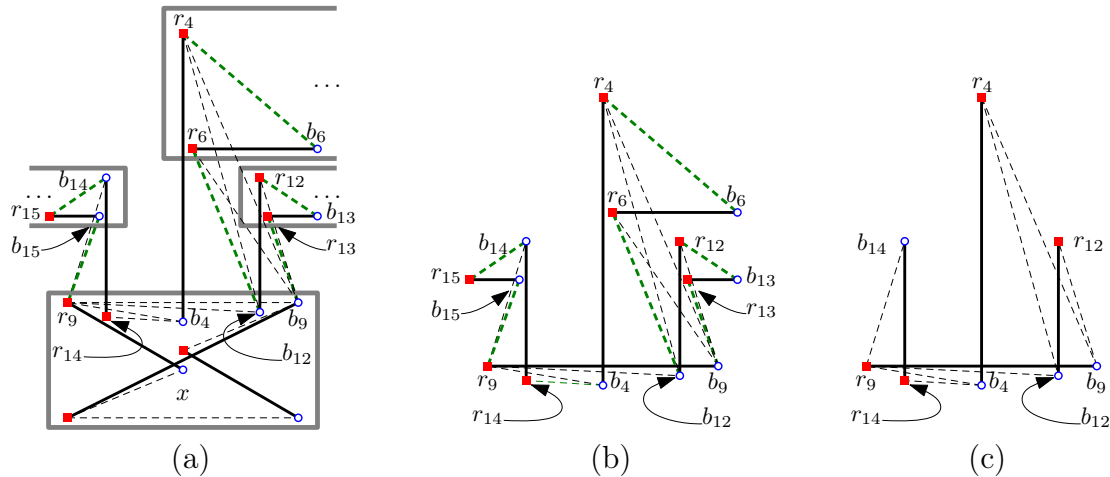 r4
...
r6 b6
b14 r12
... ...
r15 b13
b15 r13
r9 b4 b9
r14 b12
x
(a)
r4
b6
r6
b14 r12
r15 b13
b15 r13
r9 b4 b9
r14 b12
(b)
r4
b14 r12
r9 b4 b9
r14 b12
(c)